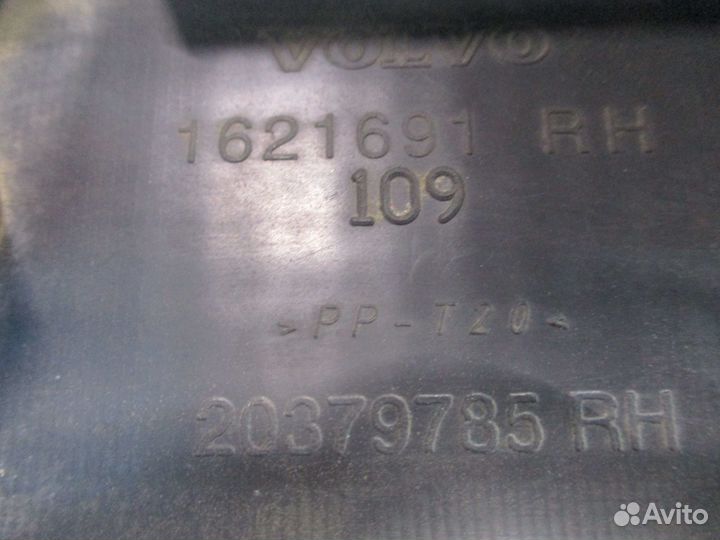 VOLVO
1621691 RH
109
>PP-T20<
20379785 RH
Avito